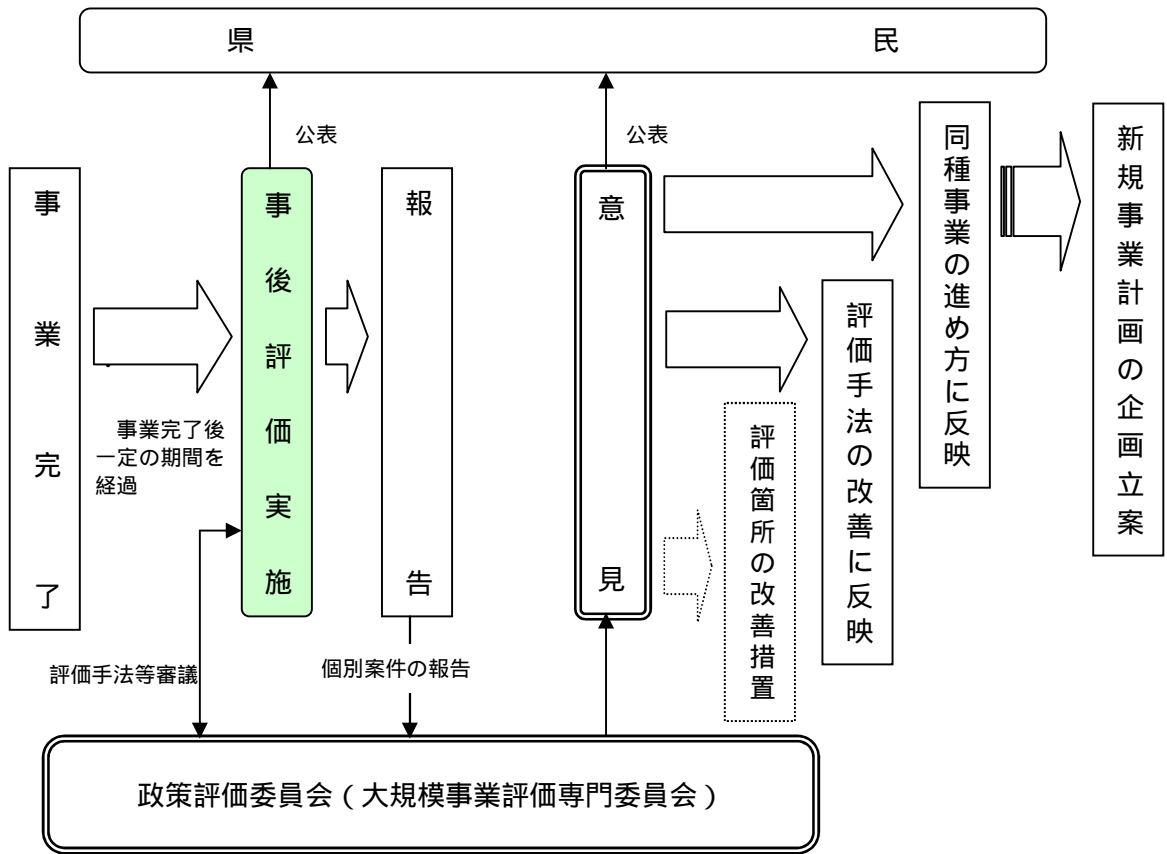 県民
公表
公表
事業完了
事業完了後
一定の期間を
経過
事後評価実施
報告
意見
評価箇所の改善措置
評価手法の改善に反映
同種事業の進め方に反映
新規事業計画の企画立案
評価手法等審議
個別案件の報告
政策評価委員会（大規模事業評価専門委員会）